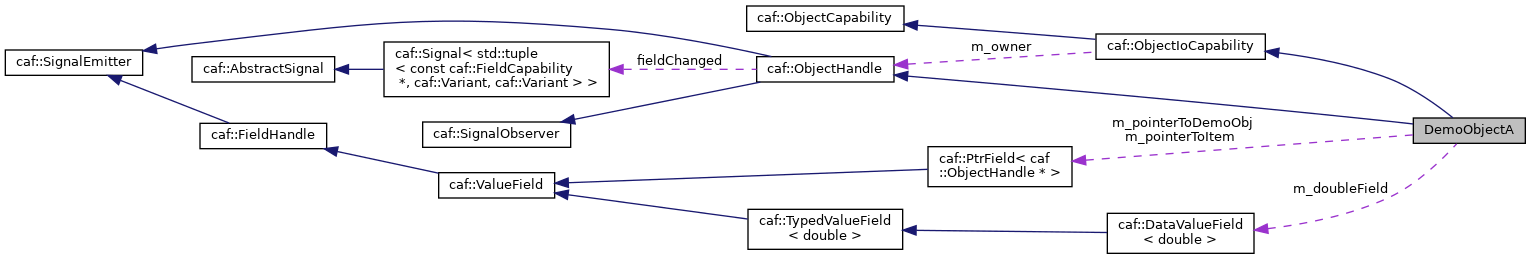 caf::ObjectCapability
caf::ObjectIoCapability
m_owner
caf::SignalEmitter
caf::AbstractSignal
caf::Signal< std::tuple
< const caf::FieldCapability
*, caf::Variant, caf::Variant > >
fieldChanged
caf::ObjectHandle
caf::FieldHandle
caf::SignalObserver
m_pointerToDemoObj
m_pointerToItem
DemoObjectA
caf::PtrField< caf
::ObjectHandle * >
caf::ValueField
m_doubleField
caf::TypedValueField
< double >
caf::DataValueField
< double >